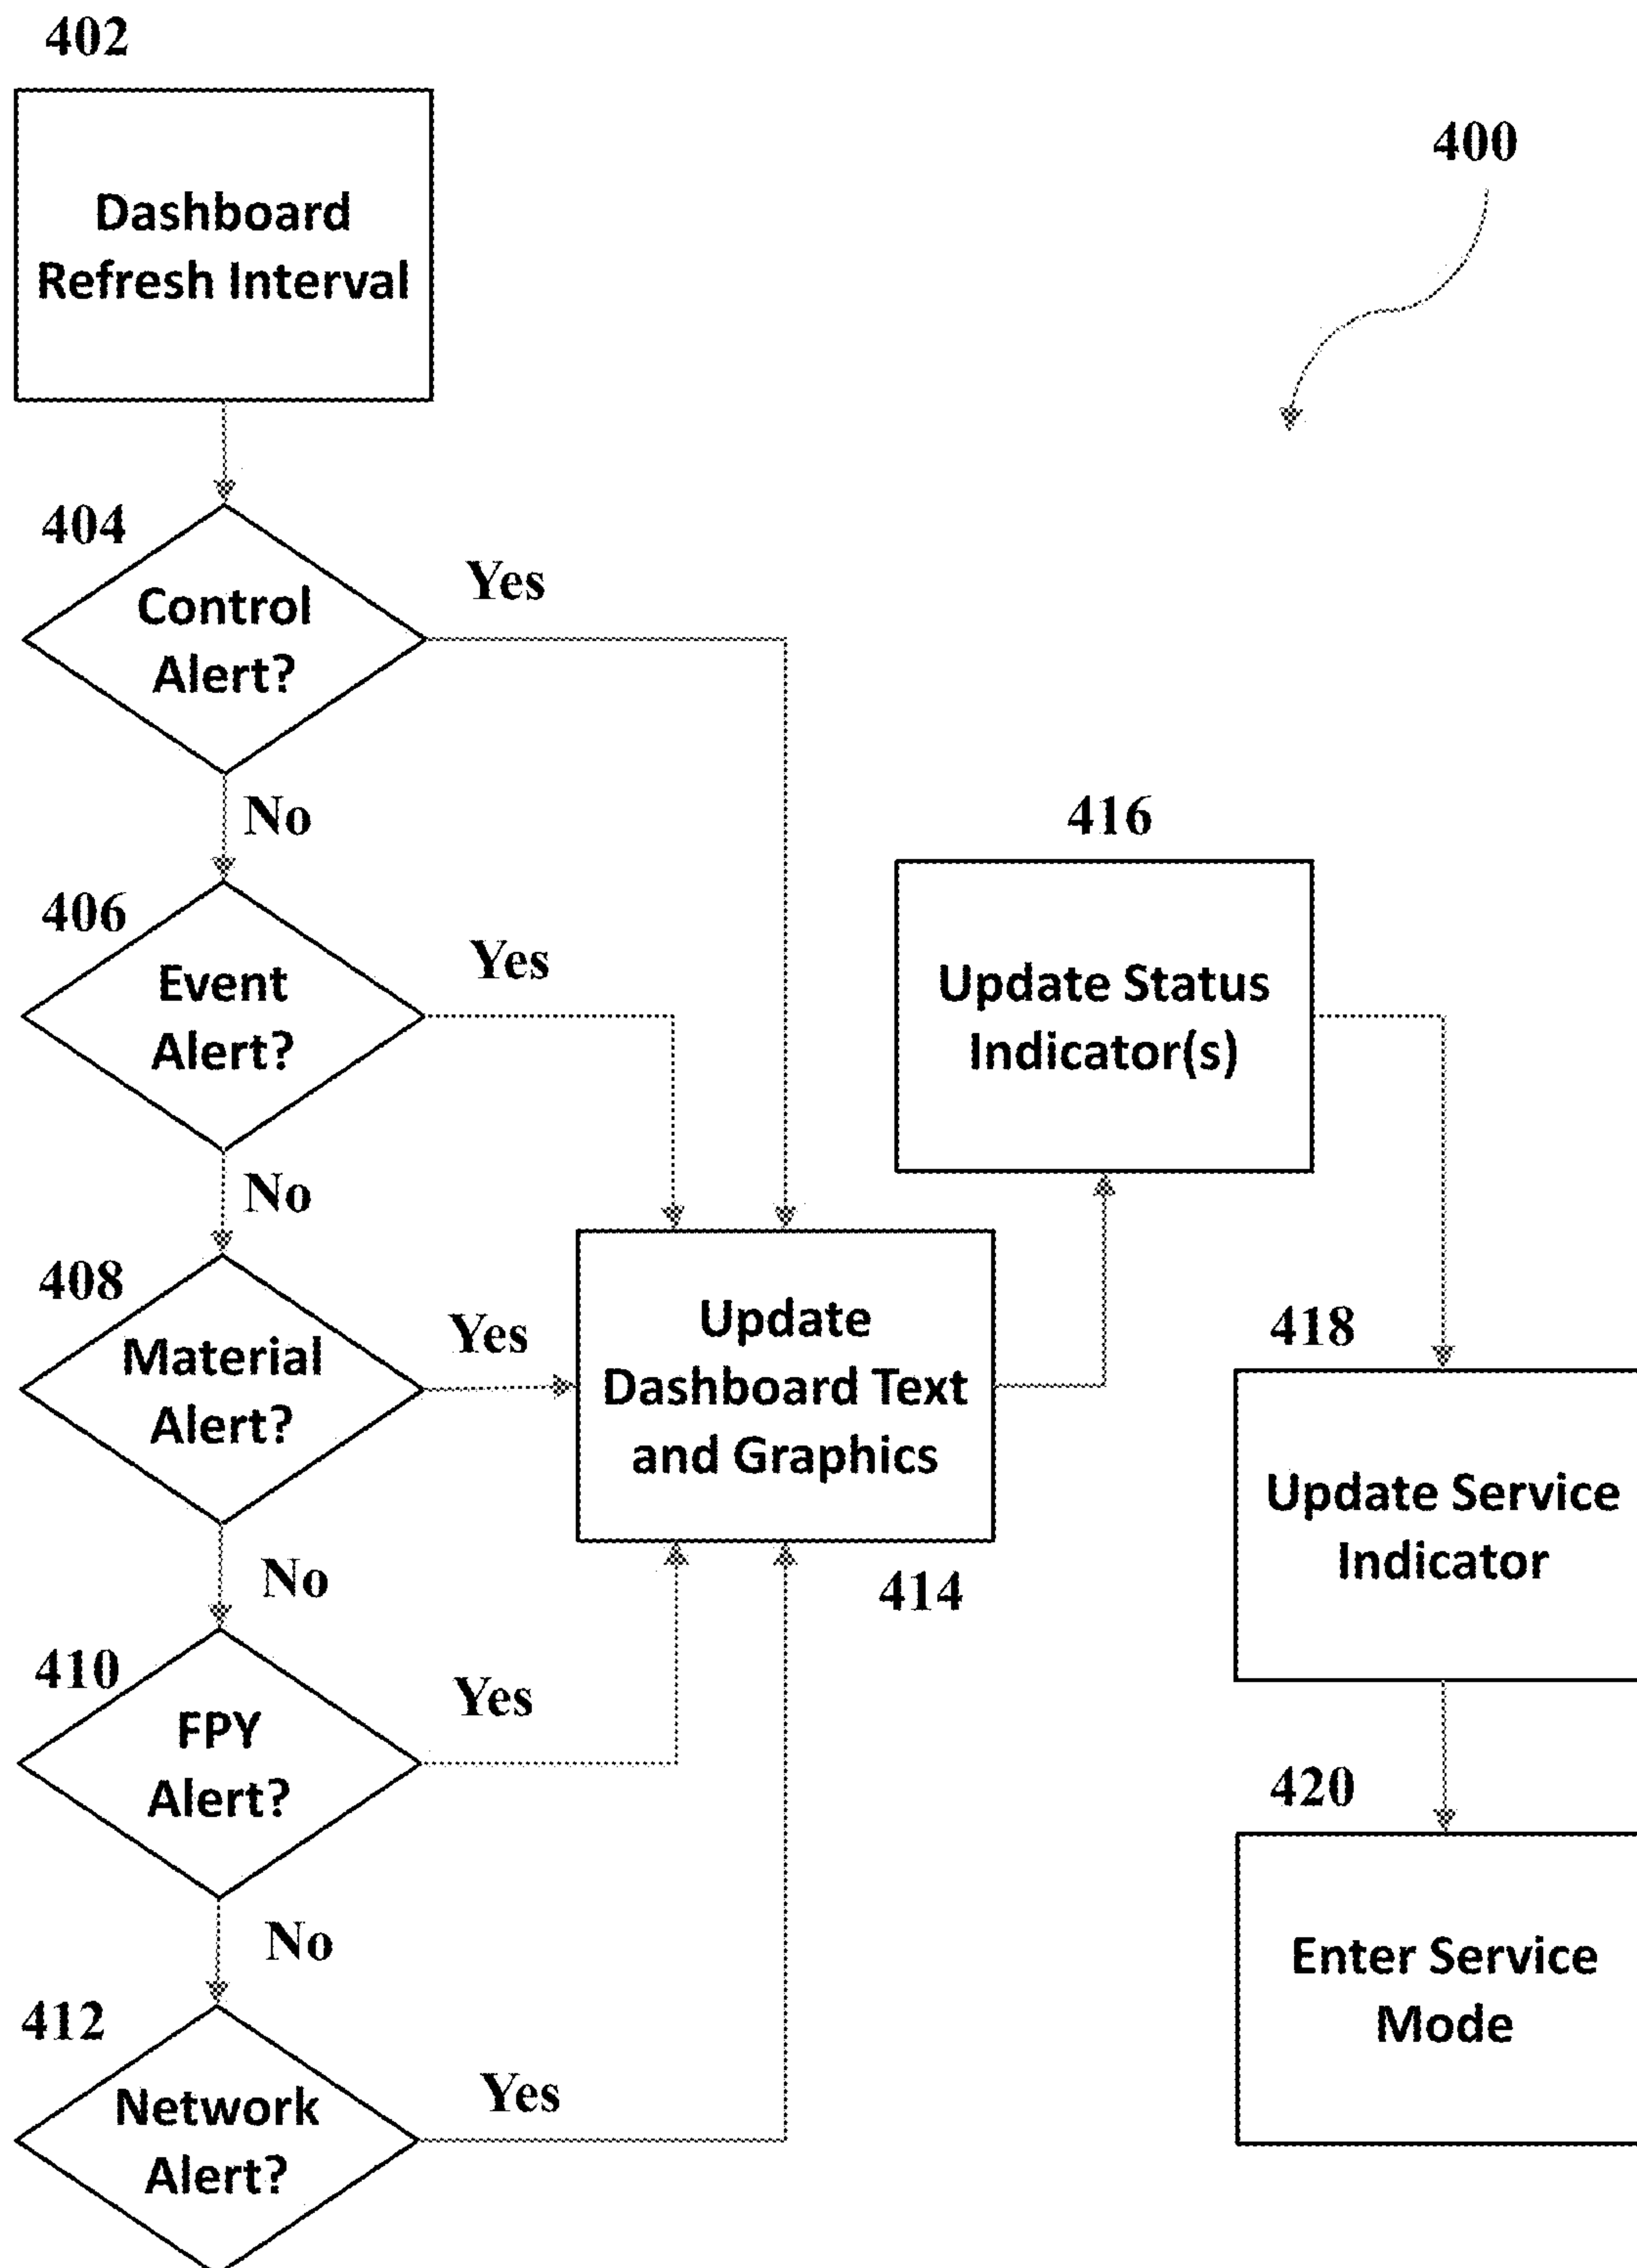 402
Dashboard
Refresh Interval
400
404
Control
Alert?
Yes
No
406
Event
Alert?
Yes
No
408
Material
Alert?
Yes
No
410
FPY
Alert?
Yes
No
412
Network
Alert?
Yes
Update
Dashboard Text
and Graphics
414
416
Update Status
Indicator(s)
418
Update Service
Indicator
420
Enter Service
Mode